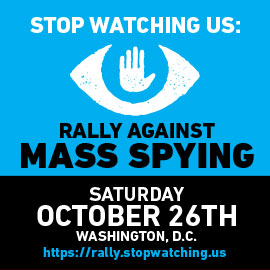 STOP WATCHING US:
RALLY AGAINST
MASS SPYING
SATURDAY
OCTOBER 26TH
WASHINGTON, D.C.
https://rally.stopwatching.us